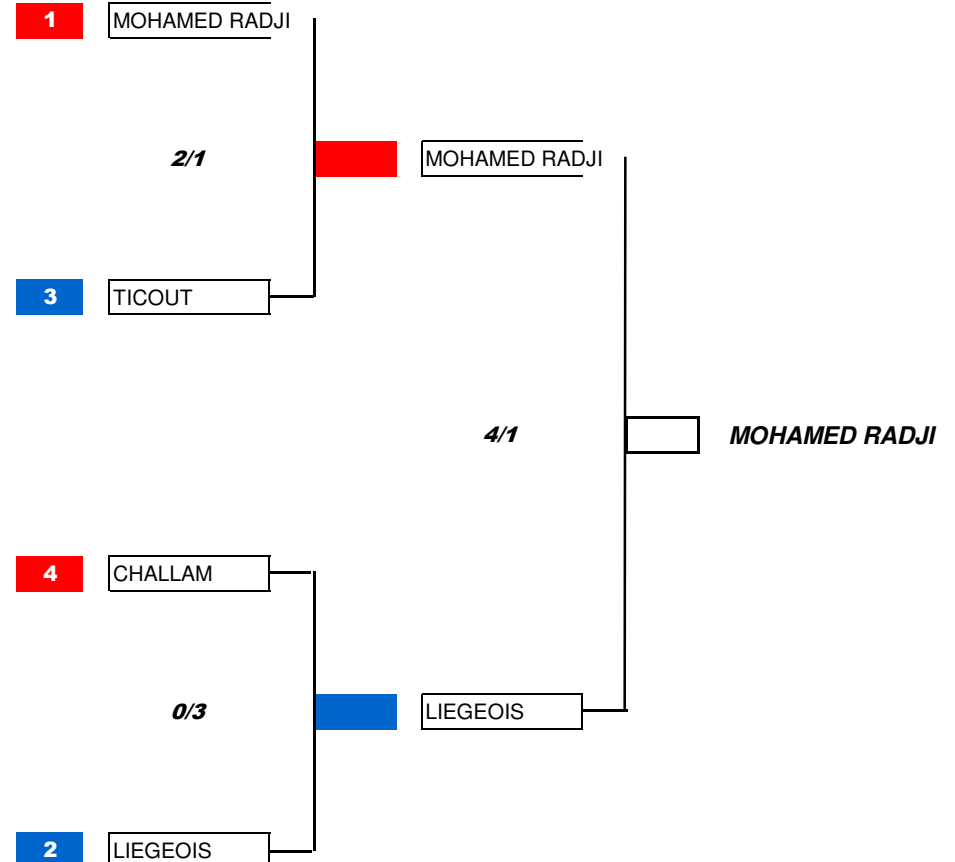 1 MOHAMED RADJI
2/1 MOHAMED RADJI
3 TICOUT
4/1 MOHAMED RADJI
4 CHALLAM
0/3 LIEGEOIS
2 LIEGEOIS